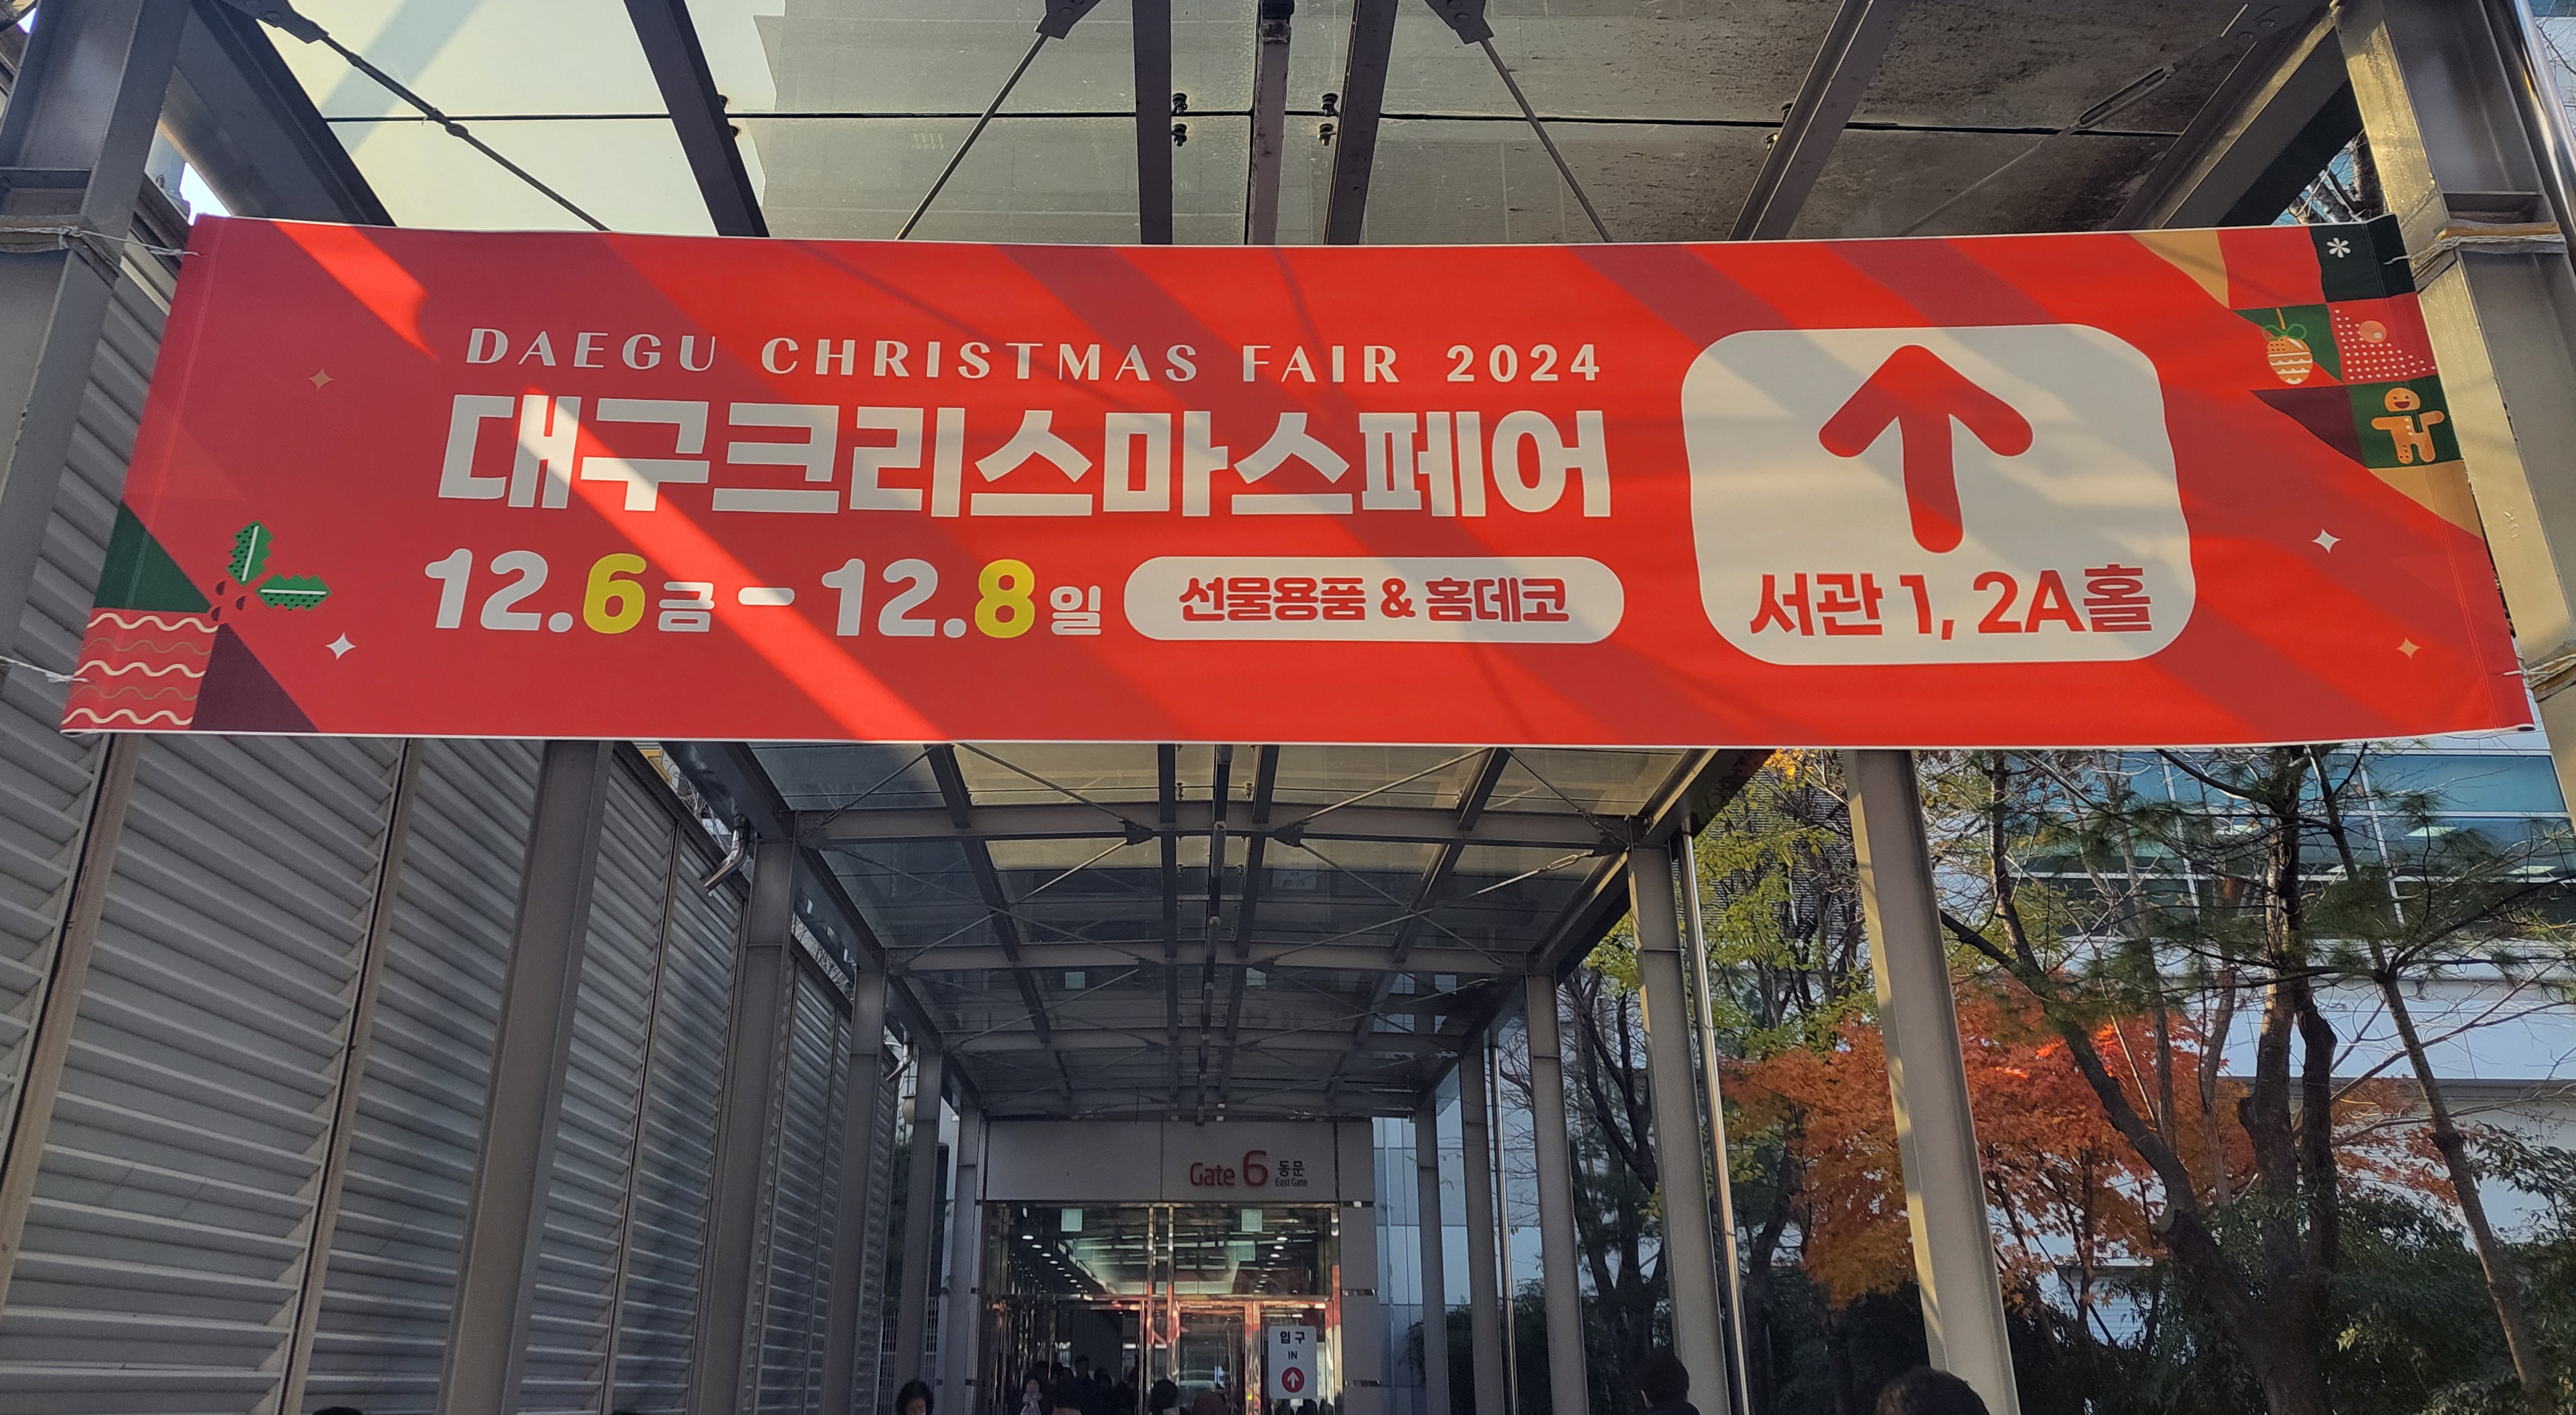 DAEGU CHRISTMAS FAIR 2024
대구크리스마스페어
12.6금 - 12.8일 선물용품 & 홈데코
서관 1, 2A홀
Gate 6 동문
East Gate
입구
IN